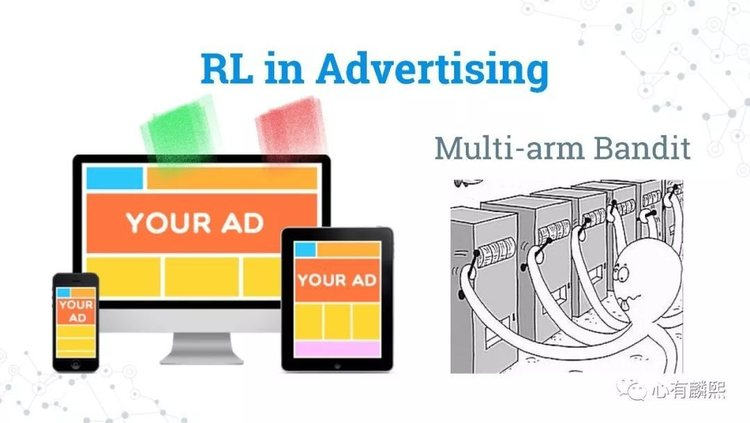 RL in Advertising
Multi-arm Bandit
YOUR AD
YOUR AD
YOUR
AD
心有麟熙